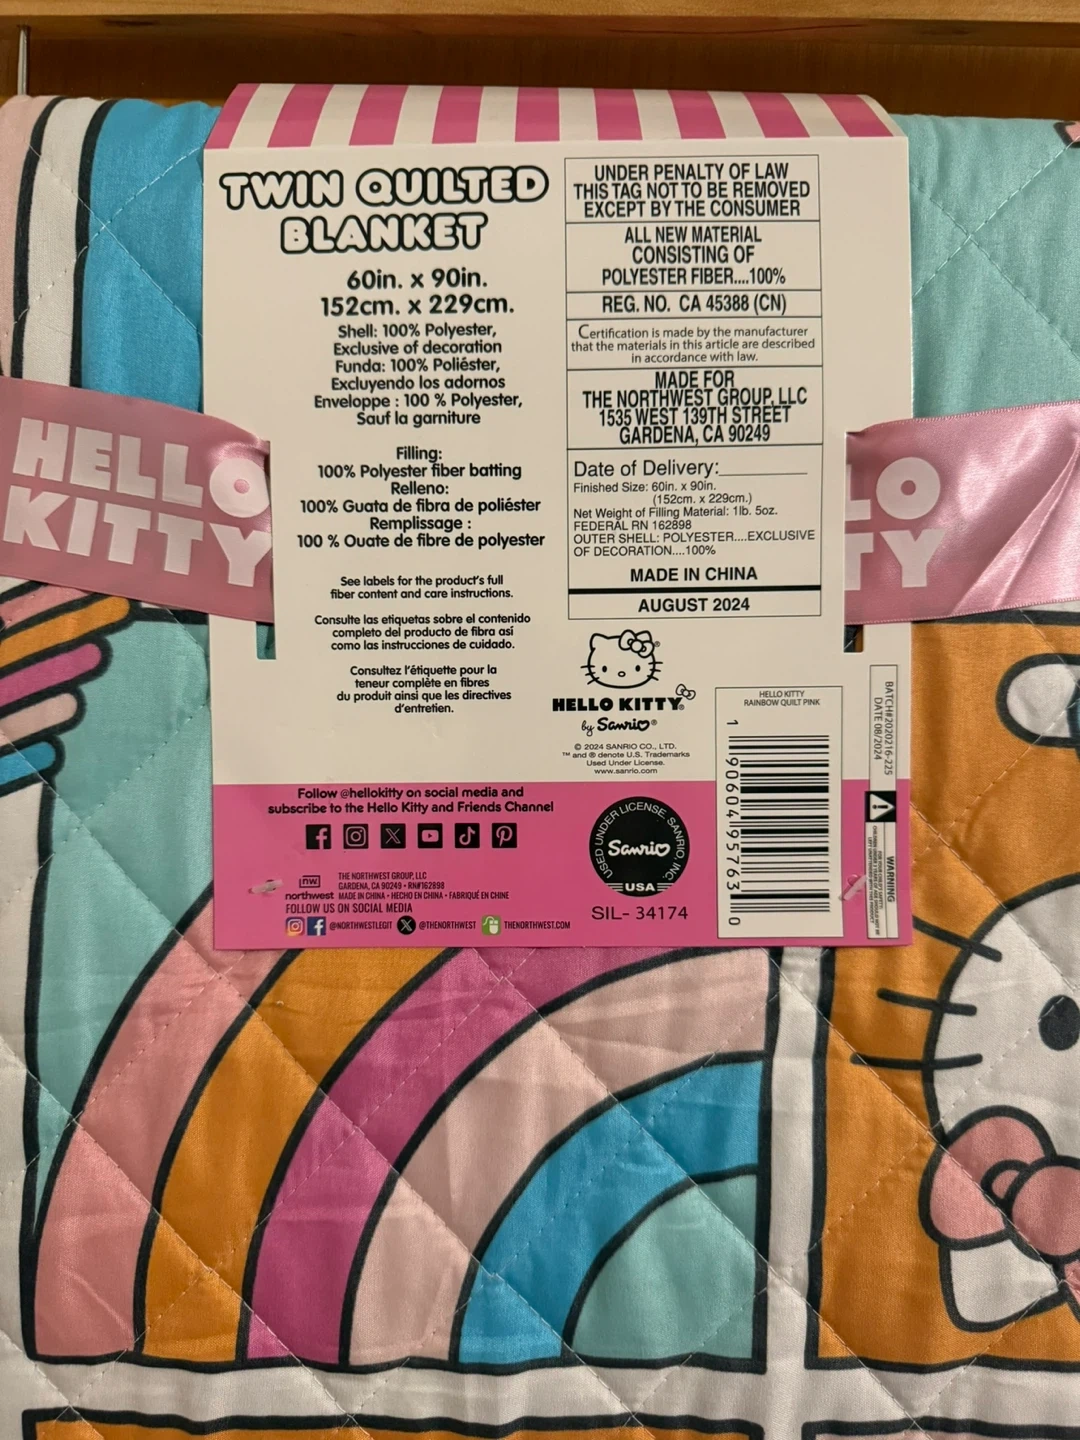 TWIN QUILTED
BLANKET
60in. x 90in.
152cm. x 229cm.
Shell: 100% Polyester,
Exclusive of decoration
Funda: 100% Poliéster,
Excluyendo los adornos
Enveloppe : 100 % Polyester,
Sauf la garniture
Filling:
100% Polyester fiber batting
Relleno:
100% Guata de fibra de poliéster
Remplissage :
100 % Ouate de fibre de polyester
See labels for the product's full
fiber content and care instructions.
Consulte las etiquetas sobre el contenido
completo del producto de fibra así
como las instrucciones de cuidado.
Consultez l'étiquette pour la
teneur complète en fibres
du produit ainsi que les directives
d'entretien.
UNDER PENALTY OF LAW
THIS TAG NOT TO BE REMOVED
EXCEPT BY THE CONSUMER
ALL NEW MATERIAL
CONSISTING OF
POLYESTER FIBER....100%
REG. NO. CA 45388 (CN)
Certification is made by the manufacturer
that the materials in this article are described
in accordance with law.
MADE FOR
THE NORTHWEST GROUP, LLC
1535 WEST 139TH STREET
GARDENA, CA 90249
Date of Delivery:
Finished Size: 60in. x 90in.
(152cm. x 229cm.)
Net Weight of Filling Material: 1lb. 5oz.
FEDERAL RN 162898
OUTER SHELL: POLYESTER....EXCLUSIVE
OF DECORATION....100%
MADE IN CHINA
AUGUST 2024
HELLO
KITTY
LO
TY
HELLO KITTY®
by Sanrio®
© 2024 SANRIO CO., LTD.
™ and ® denote U.S. Trademarks
Used Under License.
www.sanrio.com
HELLO KITTY
RAINBOW QUILT PINK
1 90604 95763 0
BATCH#2020216-225
DATE 08/2024
WARNING
Follow @hellokitty on social media and
subscribe to the Hello Kitty and Friends Channel
nw
northwest
THE NORTHWEST GROUP, LLC
GARDENA, CA 90249 • RN#162898
MADE IN CHINA • HECHO EN CHINA • FABRIQUÉ EN CHINE
FOLLOW US ON SOCIAL MEDIA
@NORTHWESTLEGIT @THENORTHWEST THENORTHWEST.COM
USED UNDER LICENSE, SANRIO, INC.
Sanrio
USA
SIL- 34174